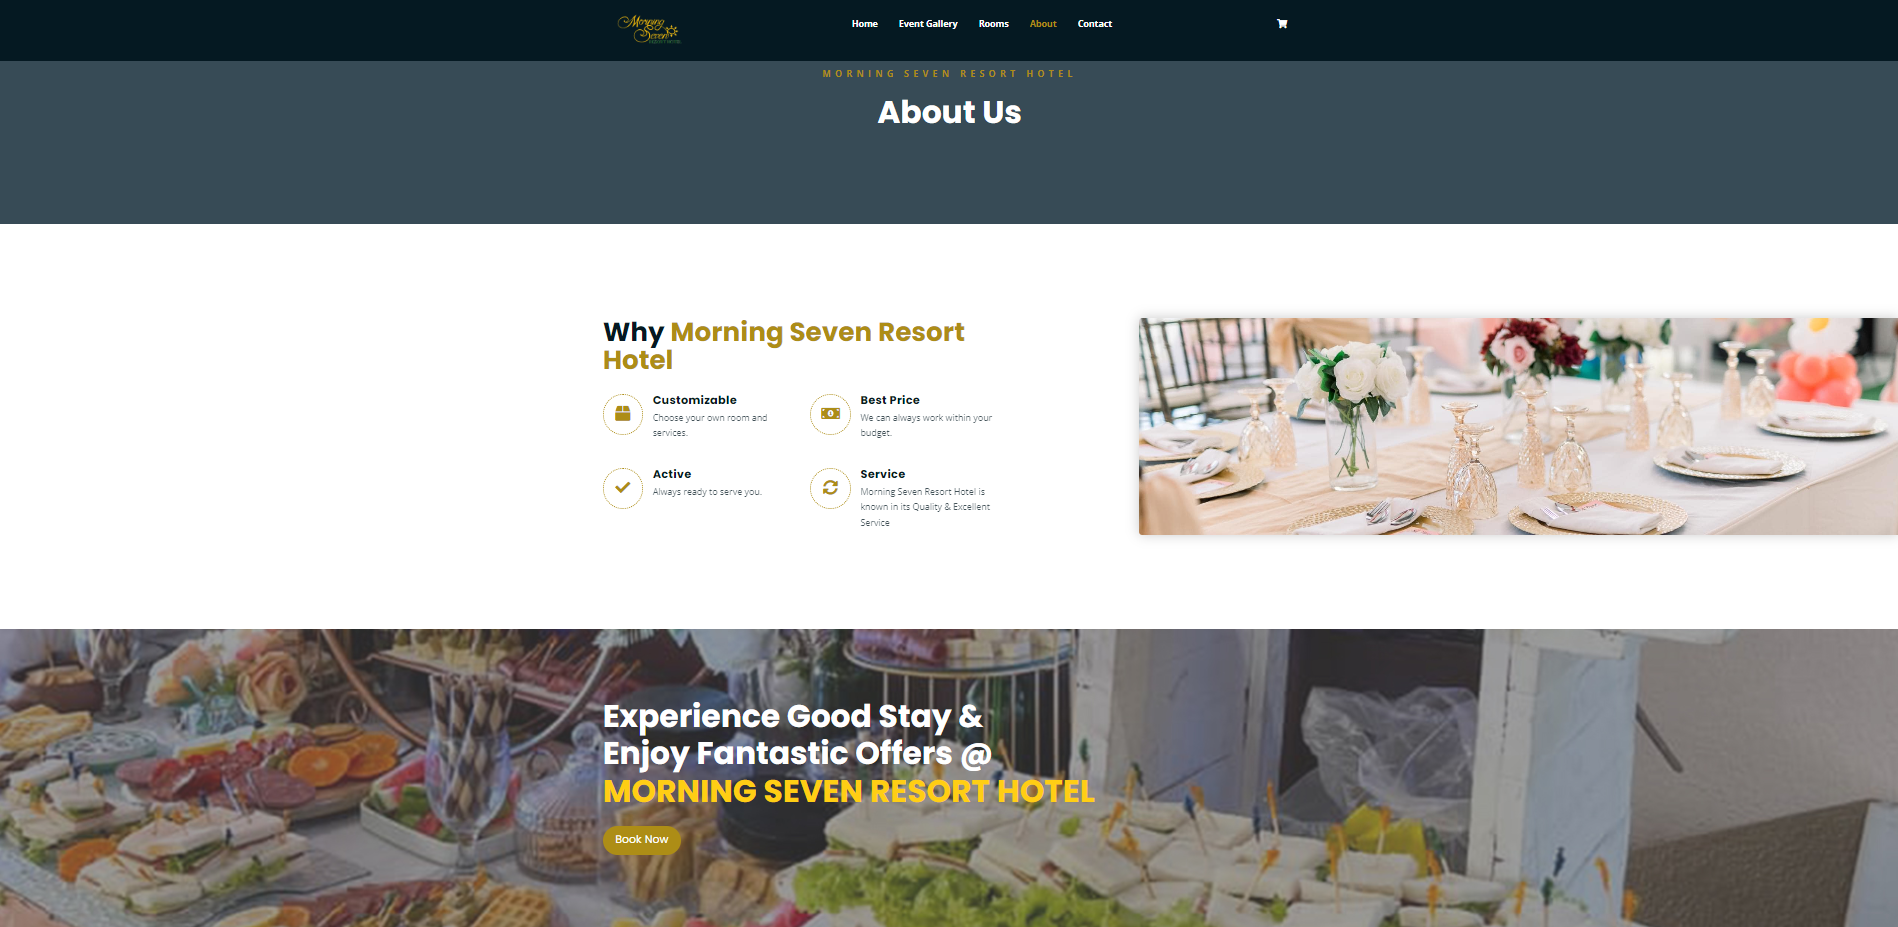 Morning
Seven
Home Event Gallery Rooms About Contact
MORNING SEVEN RESORT HOTEL
About Us
Why Morning Seven Resort
Hotel
Customizable
Choose your own room and
services.
Best Price
We can always work within your
budget.
Active
Always ready to serve you.
Service
Morning Seven Resort Hotel is
known in its Quality & Excellent
Service
Experience Good Stay &
Enjoy Fantastic Offers @
MORNING SEVEN RESORT HOTEL
Book Now